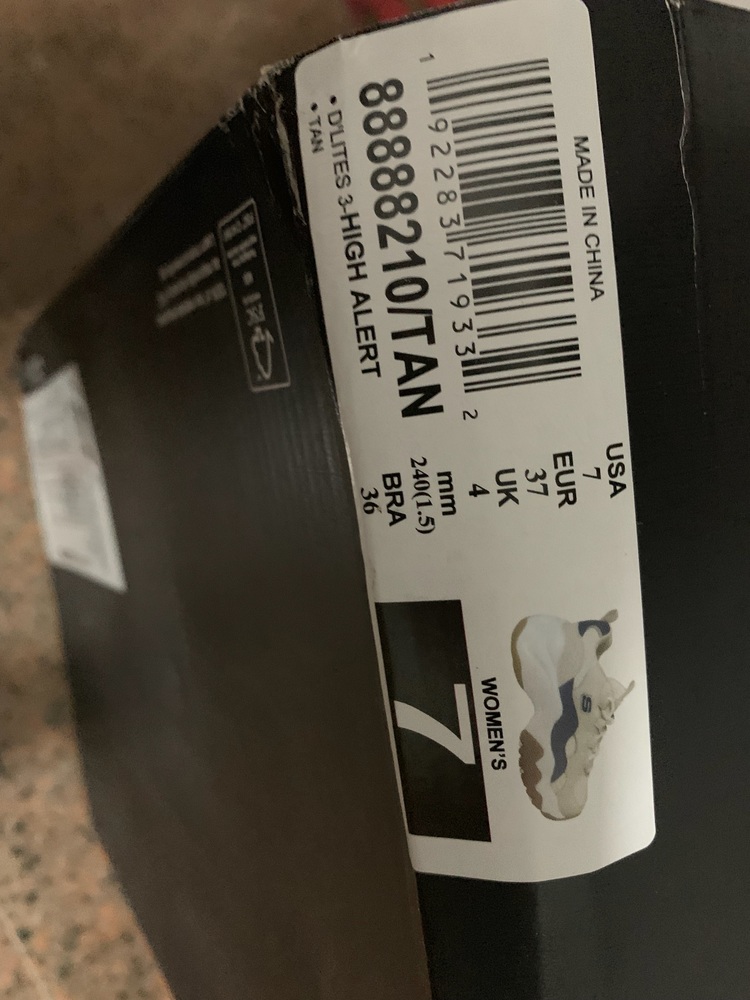 MADE IN CHINA
1 92283 71933 2
88888210/TAN
• D'LITES 3-HIGH ALERT
• TAN
USA
7
EUR
37
UK
4
mm
240(1.5)
BRA
36
S
WOMEN'S
7